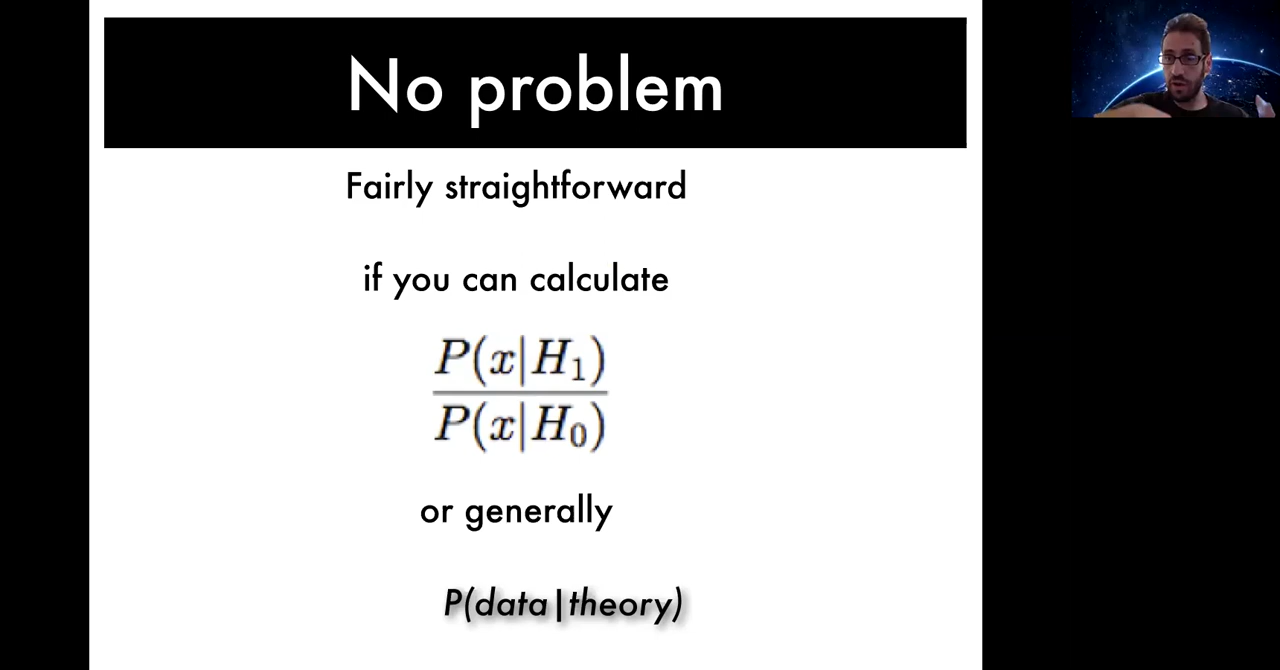 No problem
Fairly straightforward
if you can calculate
P(x|H₁)
P(x|H₀)
or generally
P(data|theory)